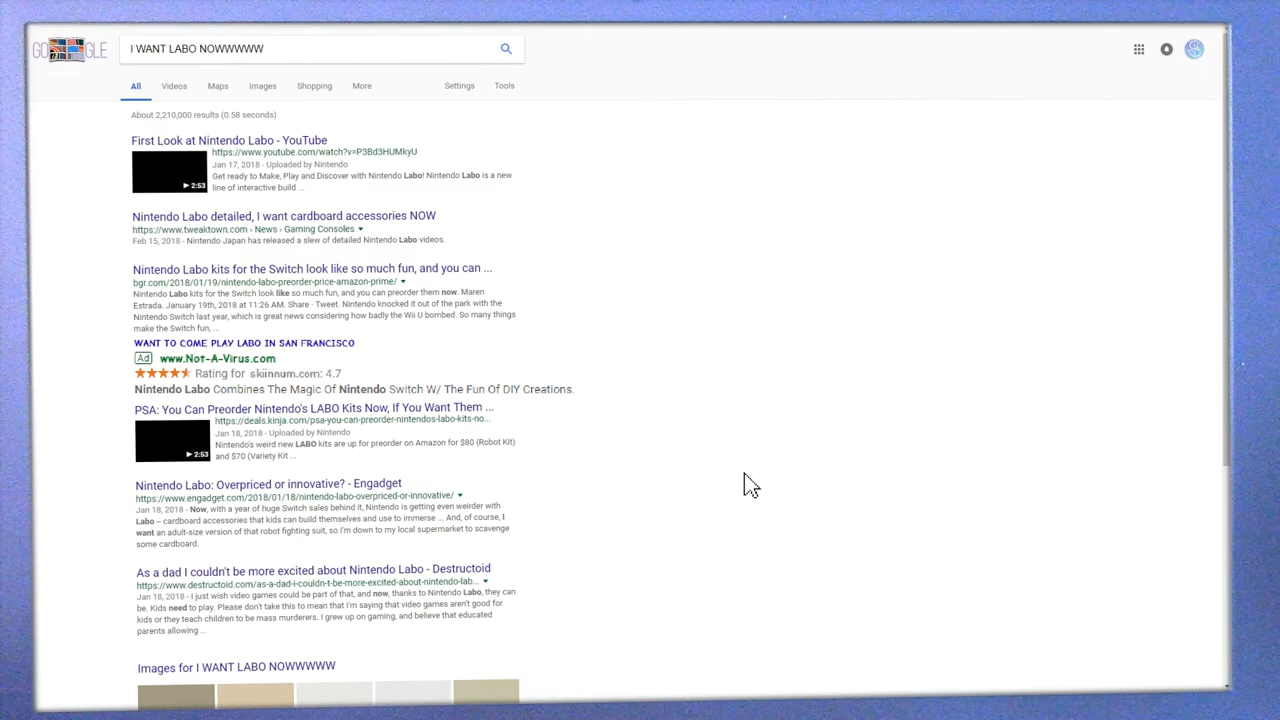 GO GLE
I WANT LABO NOWWWWW
All Videos Maps Images Shopping More Settings Tools
About 2,210,000 results (0.58 seconds)
First Look at Nintendo Labo - YouTube
https://www.youtube.com/watch?v=P3Bd3HUMkyU
Jan 17, 2018 - Uploaded by Nintendo
Get ready to Make, Play and Discover with Nintendo Labo! Nintendo Labo is a new
line of interactive build ...
2:53
Nintendo Labo detailed, I want cardboard accessories NOW
https://www.tweaktown.com › News › Gaming Consoles
Feb 15, 2018 - Nintendo Japan has released a slew of detailed Nintendo Labo videos.
Nintendo Labo kits for the Switch look like so much fun, and you can ...
bgr.com/2018/01/19/nintendo-labo-preorder-price-amazon-prime/
Nintendo Labo kits for the Switch look like so much fun, and you can preorder them now. Maren
Estrada. January 19th, 2018 at 11:26 AM. Share · Tweet. Nintendo knocked it out of the park with the
Nintendo Switch last year, which is great news considering how badly the Wii U bombed. So many things
make the Switch fun, ...
WANT TO COME PLAY LABO IN SAN FRANCISCO
Ad www.Not-A-Virus.com
Rating for skiinnum.com: 4.7
Nintendo Labo Combines The Magic Of Nintendo Switch W/ The Fun Of DIY Creations.
PSA: You Can Preorder Nintendo's LABO Kits Now, If You Want Them ...
https://deals.kinja.com/psa-you-can-preorder-nintendos-labo-kits-no...
Jan 18, 2018 - Uploaded by Nintendo
Nintendo's weird new LABO kits are up for preorder on Amazon for $80 (Robot Kit)
and $70 (Variety Kit ...
2:53
Nintendo Labo: Overpriced or innovative? - Engadget
https://www.engadget.com/2018/01/18/nintendo-labo-overpriced-or-innovative/
Jan 18, 2018 - Now, with a year of huge Switch sales behind it, Nintendo is getting even weirder with
Labo -- cardboard accessories that kids can build themselves and use to immerse ... And, of course, I
want an adult-size version of that robot fighting suit, so I'm down to my local supermarket to scavenge
some cardboard.
As a dad I couldn't be more excited about Nintendo Labo - Destructoid
https://www.destructoid.com/as-a-dad-i-couldn-t-be-more-excited-about-nintendo-lab...
Jan 18, 2018 - I just wish video games could be part of that, and now, thanks to Nintendo Labo, they can
be. Kids need to play. Please don't take this to mean that I'm saying that video games aren't good for
kids or they teach children to be mass murderers. I grew up on gaming, and believe that educated
parents allowing ...
Images for I WANT LABO NOWWWWW